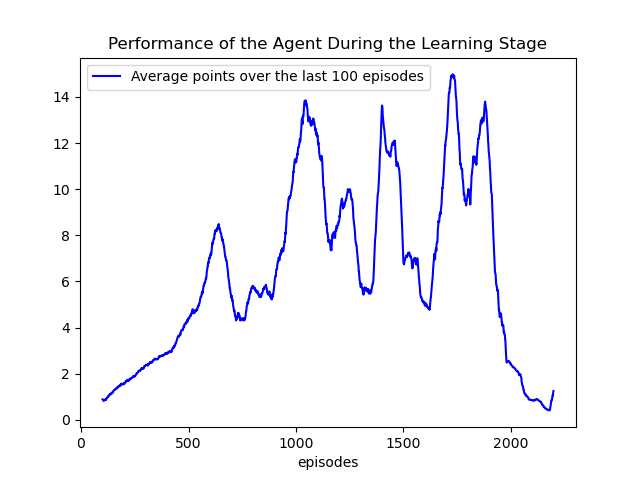 Performance of the Agent During the Learning Stage
Average points over the last 100 episodes
14
12
10
8
6
4
2
0
0 500 1000 1500 2000
episodes